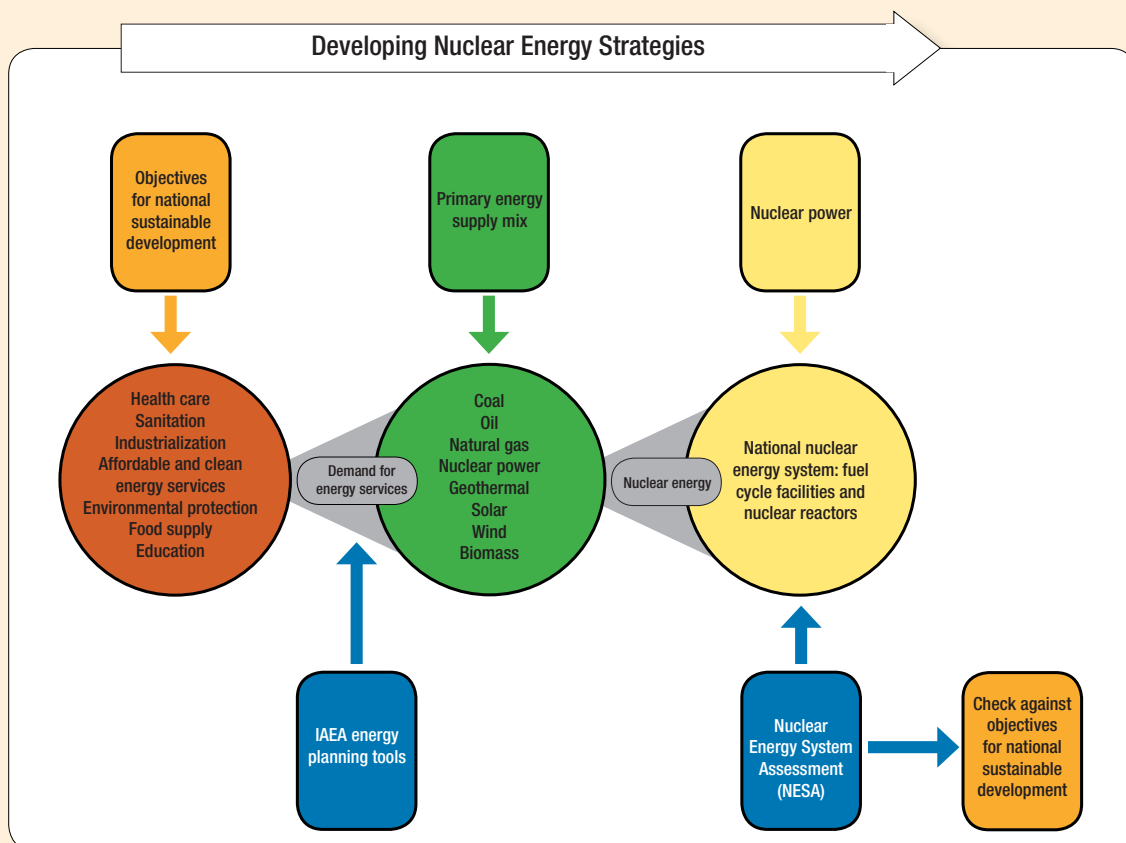 Developing Nuclear Energy Strategies
Objectives
for national
sustainable
development
Primary energy
supply mix
Nuclear power
Health care
Sanitation
Industrialization
Affordable and clean
energy services
Environmental protection
Food supply
Education
Demand for
energy services
Coal
Oil
Natural gas
Nuclear power
Geothermal
Solar
Wind
Biomass
Nuclear energy
National nuclear
energy system: fuel
cycle facilities and
nuclear reactors
IAEA energy
planning tools
Nuclear
Energy System
Assessment
(NESA)
Check against
objectives
for national
sustainable
development